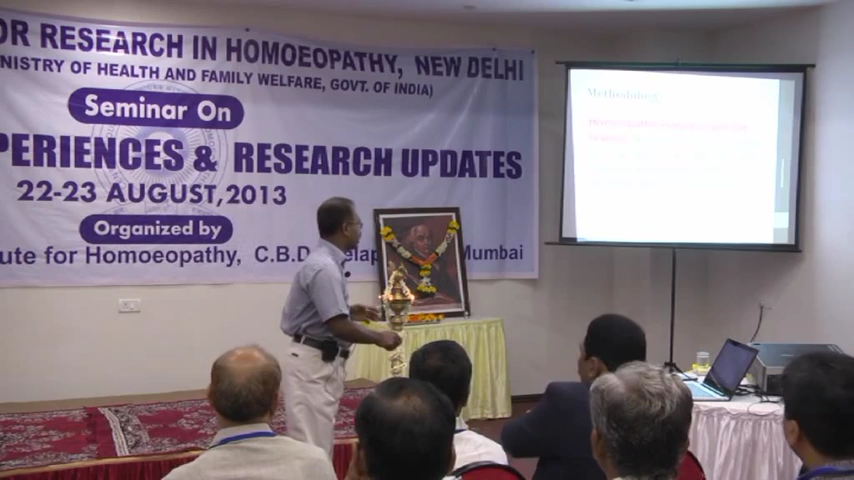 OR RESEARCH IN HOMOEOPATHY, NEW DELHI
NISTRY OF HEALTH AND FAMILY WELFARE, GOVT. OF INDIA)
Seminar On
PERIENCES & RESEARCH UPDATES
22-23 AUGUST, 2013
Organized by
ute for Homoeopathy, C.B.D. elap Mumbai